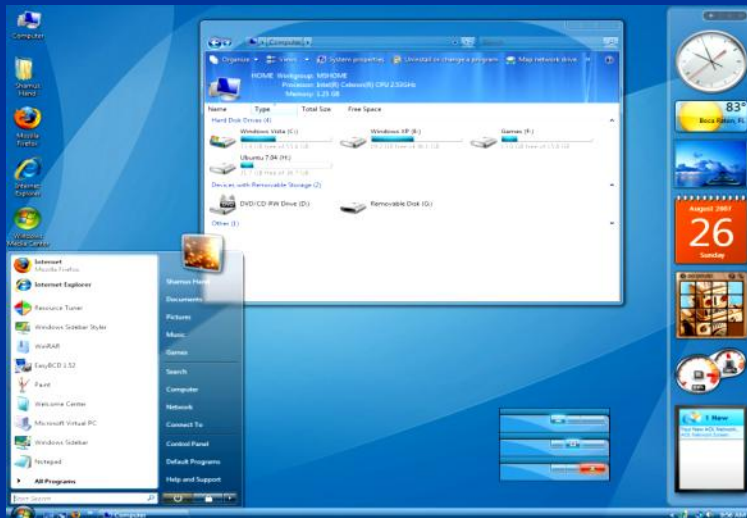 Computer
Shamus
Hand
Mozilla
Firefox
Internet
Explorer
Windows
Media Center
Computer
Organize
Views
System properties
Uninstall or change a program
Map network drive
HOME Workgroup: MSHOME
Processor: Intel(R) Celeron(R) CPU 2.53GHz
Memory: 1.25 GB
Name Type Total Size Free Space
Hard Disk Drives (4)
Windows Vista (C:)
Windows XP (E:)
Games (F:)
Ubuntu 7.04 (H:)
Devices with Removable Storage (2)
DVD/CD-RW Drive (D:)
Removable Disk (G:)
Other (1)
Internet
Mozilla Firefox
Internet Explorer
Resource Tuner
Windows Sidebar Styler
WinRAR
EasyBCD 1.52
Paint
Welcome Center
Microsoft Virtual PC
Windows Sidebar
Notepad
All Programs
Start Search
Shamus Hand
Documents
Pictures
Music
Games
Search
Computer
Network
Connect To
Control Panel
Default Programs
Help and Support
83°
Boca Raton, FL
August 2007
26
Sunday
1 New
Computer